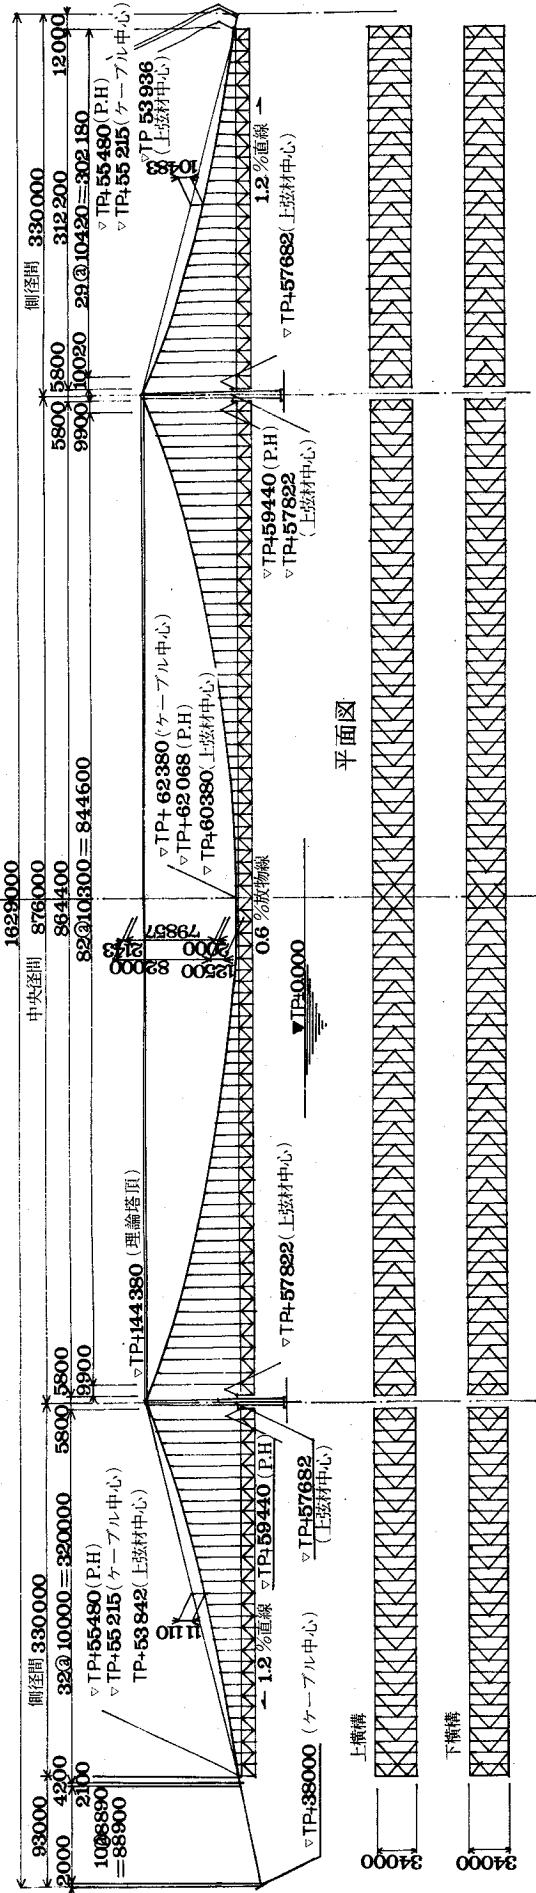 1629000
93000
側径間 330000
中央径間 876000
側径間 330000
2000
4200
32@10000=320000
5800
5800
864400
5800
5800
312200
12000
2100
10@8890
=88900
9900
82@10300=844600
9900
10020
29@10420=302180
▽TP+55480(P.H)
▽TP+55215(ケーブル中心)
TP+53842(上弦材中心)
▽TP+144380(理論塔頂)
11110
82000
2143
79857
2000
12500
▽TP+62380(ケーブル中心)
▽TP+62068(P.H)
▽TP+60380(上弦材中心)
▽TP+55480(P.H)
▽TP+55215(ケーブル中心)
▽TP 53936
(上弦材中心)
10483
▽TP+38000(ケーブル中心)
1.2%直線
▽TP+59440(P.H)
▽TP+57682
(上弦材中心)
▽TP+57822(上弦材中心)
0.6%放物線
▼TP±0.000
▽TP+59440(P.H)
▽TP+57822
(上弦材中心)
▽TP+57682(上弦材中心)
1.2%直線
平面図
上横構
34000
下横構
34000